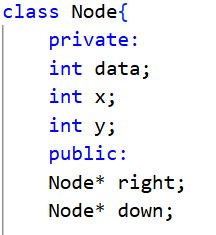 class Node{
private:
int data;
int x;
int y;
public:
Node* right;
Node* down;